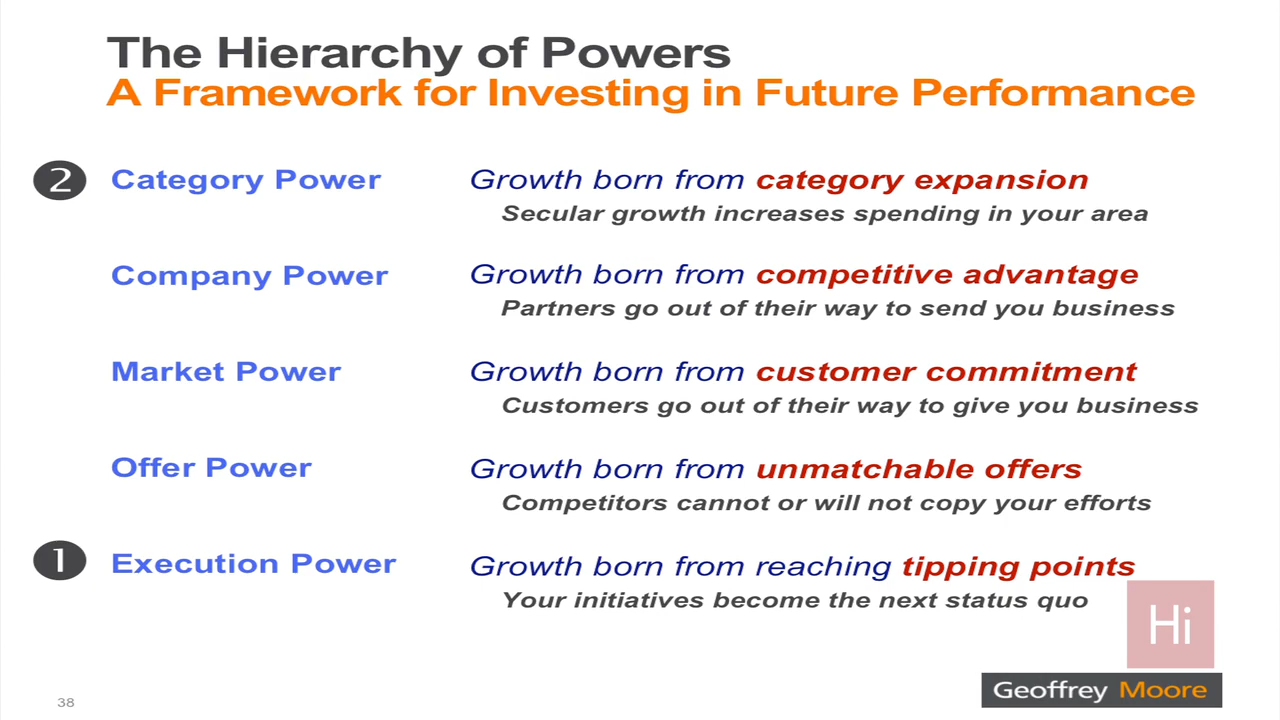 The Hierarchy of Powers
A Framework for Investing in Future Performance
2 Category Power Growth born from category expansion
Secular growth increases spending in your area
Company Power Growth born from competitive advantage
Partners go out of their way to send you business
Market Power Growth born from customer commitment
Customers go out of their way to give you business
Offer Power Growth born from unmatchable offers
Competitors cannot or will not copy your efforts
1 Execution Power Growth born from reaching tipping points
Your initiatives become the next status quo
Hi
Geoffrey Moore
38